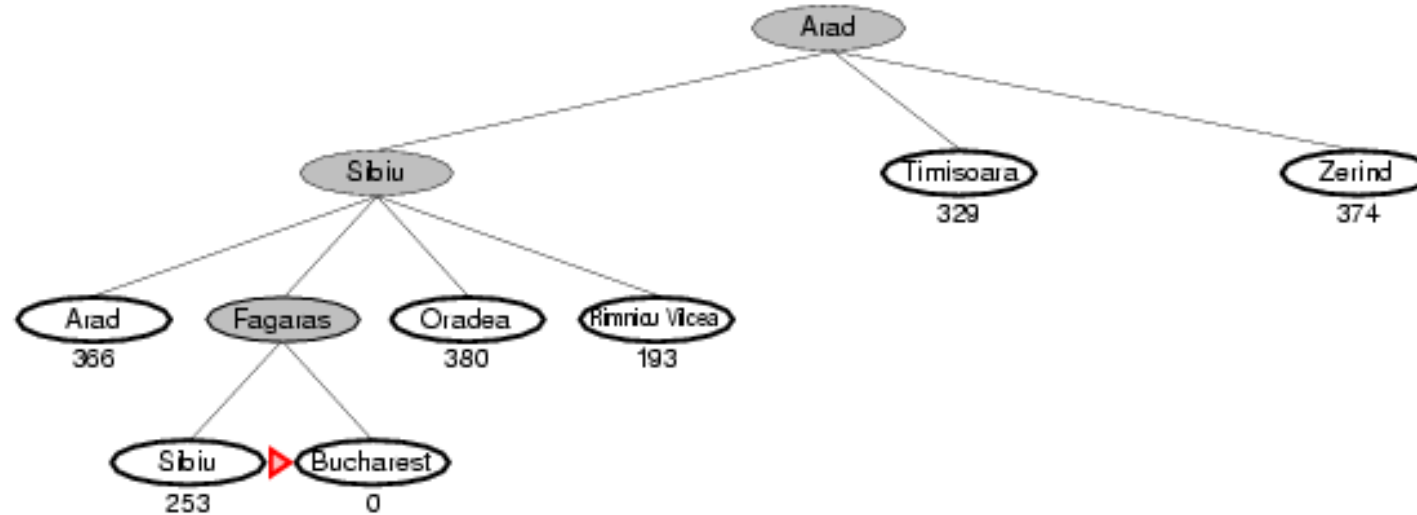 Arad
Sibiu
Timisoara
Zerind
329
374
Arad
Fagaras
Oradea
Rimnicu Vilcea
366
380
193
Sibiu
Bucharest
253
0